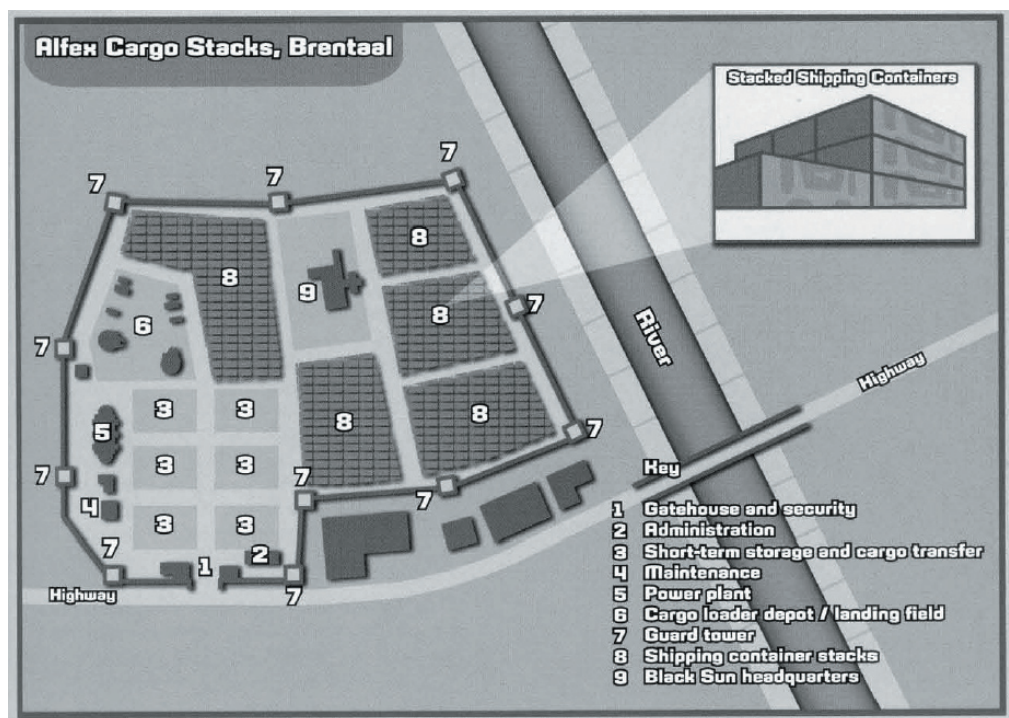 Alfex Cargo Stacks, Brentaal
Stacked Shipping Containers
7
7
7
8
8
9
7
8
River
6
7
Highway
3
3
8
8
5
7
3
3
7
7
7
4
3
3
7
2
1
Highway
7
Key
1 Gatehouse and security
2 Administration
3 Short-term storage and cargo transfer
4 Maintenance
5 Power plant
6 Cargo loader depot / landing field
7 Guard tower
8 Shipping container stacks
9 Black Sun headquarters